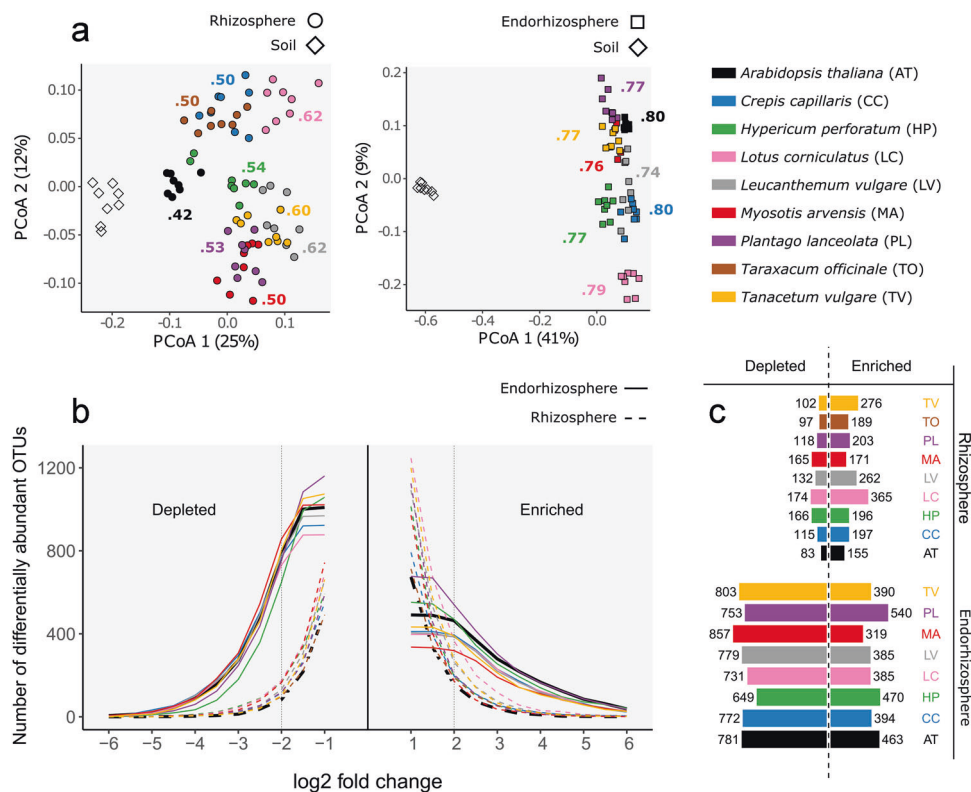 a
Rhizosphere
Soil
.50
.50
.62
.54
.42
.60
.53
.62
.50
0.10
0.05
0.00
-0.05
-0.10
PCoA 2 (12%)
-0.2
-0.1
0.0
0.1
PCoA 1 (25%)
Endorhizosphere
Soil
.77
.80
.77
.76
.74
.80
.77
.79
0.2
0.1
0.0
-0.1
-0.2
PCoA 2 (9%)
-0.6
-0.4
-0.2
0.0
PCoA 1 (41%)
Arabidopsis thaliana (AT)
Crepis capillaris (CC)
Hypericum perforatum (HP)
Lotus corniculatus (LC)
Leucanthemum vulgare (LV)
Myosotis arvensis (MA)
Plantago lanceolata (PL)
Taraxacum officinale (TO)
Tanacetum vulgare (TV)
b
Endorhizosphere
Rhizosphere
Number of differentially abundant OTUs
1200
800
400
0
Depleted
Enriched
-6
-5
-4
-3
-2
-1
1
2
3
4
5
6
log2 fold change
c
Depleted
Enriched
Rhizosphere
102 276 TV
97 189 TO
118 203 PL
165 171 MA
132 262 LV
174 365 LC
166 196 HP
115 197 CC
83 155 AT
Endorhizosphere
803 390 TV
753 540 PL
857 319 MA
779 385 LV
731 385 LC
649 470 HP
772 394 CC
781 463 AT